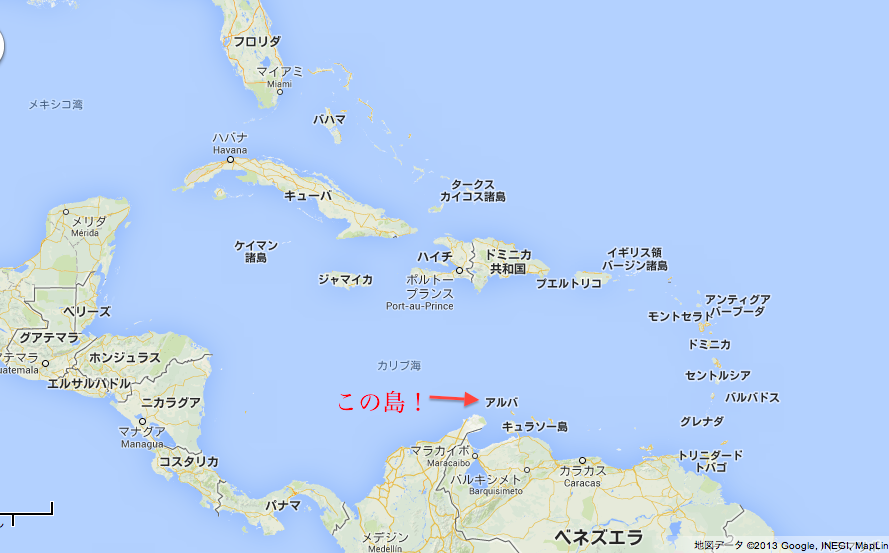 フロリダ
マイアミ
Miami
メキシコ湾
バハマ
ハバナ
Havana
タークス
カイコス諸島
キューバ
メリダ
Mérida
ケイマン
諸島
ハイチ
ドミニカ
共和国
イギリス領
バージン諸島
ジャマイカ
ポルトー
プランス
Port-au-Prince
プエルトリコ
アンティグア
バーブーダ
ベリーズ
モントセラト
グアテマラ
テマラ
uatemala
ホンジュラス
ドミニカ
カリブ海
セントルシア
エルサルバドル
ニカラグア
この島！
アルバ
バルバドス
マナグア
Managua
キュラソー島
グレナダ
マラカイボ
Maracaibo
トリニダード
トバゴ
コスタリカ
バルキシメト
Barquisimeto
カラカス
Caracas
パナマ
メデジン
Medellín
ベネズエラ
地図データ ©2013 Google, INEGI, MapLin